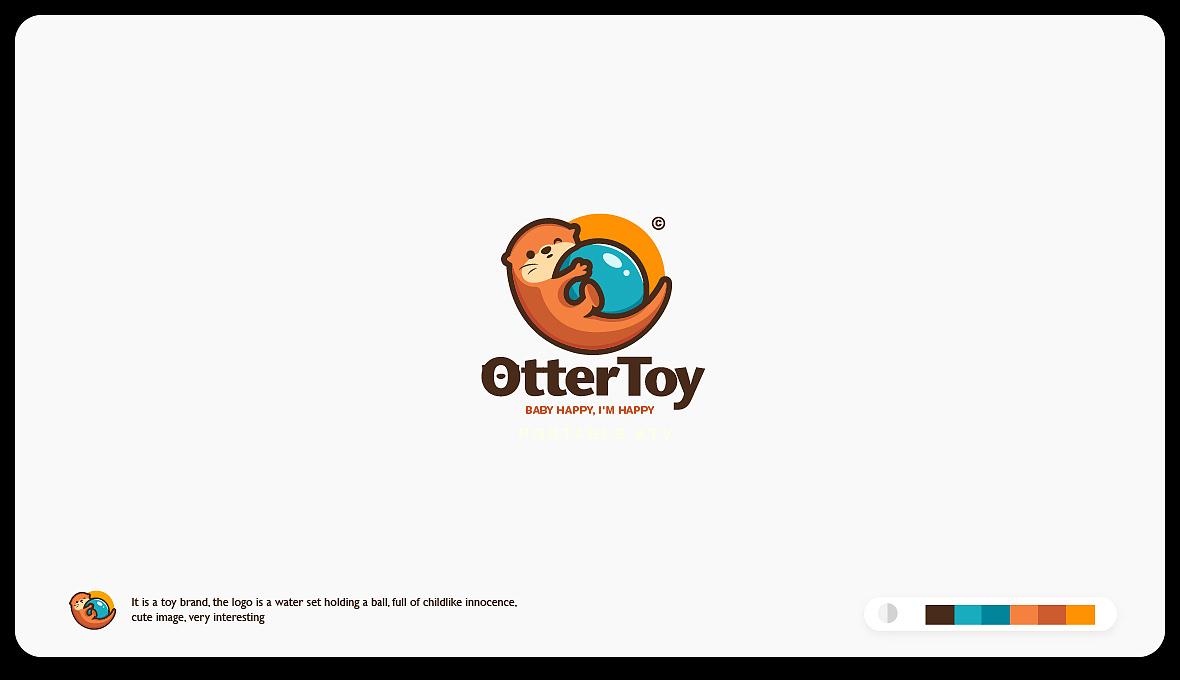 ©
OtterToy
BABY HAPPY, I'M HAPPY
It is a toy brand, the logo is a water set holding a ball, full of childlike innocence,
cute image, very interesting